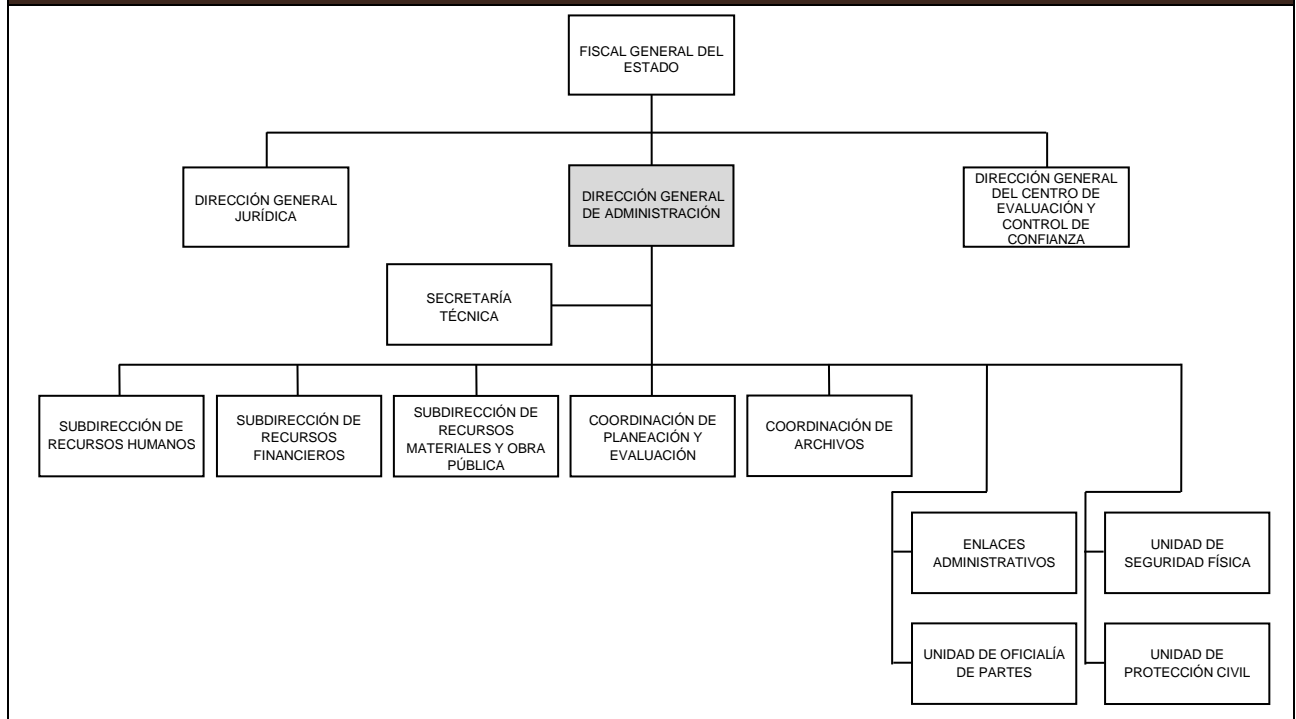 FISCAL GENERAL DEL
ESTADO
DIRECCIÓN GENERAL
JURÍDICA
DIRECCIÓN GENERAL
DE ADMINISTRACIÓN
DIRECCIÓN GENERAL
DEL CENTRO DE
EVALUACIÓN Y
CONTROL DE
CONFIANZA
SECRETARÍA
TÉCNICA
SUBDIRECCIÓN DE
RECURSOS HUMANOS
SUBDIRECCIÓN DE
RECURSOS
FINANCIEROS
SUBDIRECCIÓN DE
RECURSOS
MATERIALES Y OBRA
PÚBLICA
COORDINACIÓN DE
PLANEACIÓN Y
EVALUACIÓN
COORDINACIÓN DE
ARCHIVOS
ENLACES
ADMINISTRATIVOS
UNIDAD DE
SEGURIDAD FÍSICA
UNIDAD DE OFICIALÍA
DE PARTES
UNIDAD DE
PROTECCIÓN CIVIL